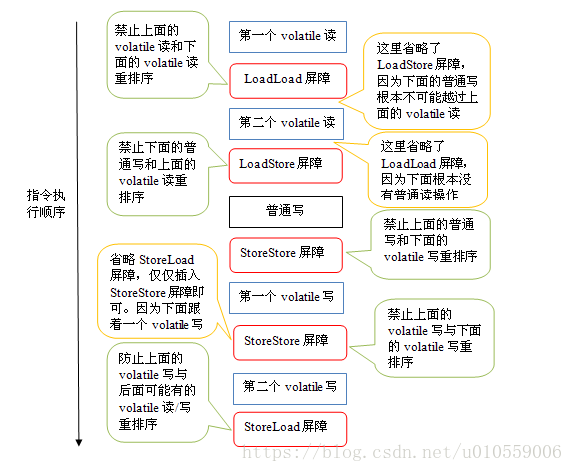 禁止上面的
volatile 读和下
面的 volatile 读
重排序
第一个 volatile 读
LoadLoad 屏障
这里省略了
LoadStore 屏障，
因为下面的普通写
根本不可能越过上
面的 volatile 读
第二个 volatile 读
禁止下面的普
通写和上面的
volatile 读重
排序
LoadStore 屏障
这里省略了
LoadLoad 屏障，
因为下面根本没
有普通读操作
指令执
行顺序
普通写
禁止上面的普通
写和下面的
volatile 写重排序
StoreStore 屏障
省略 StoreLoad
屏障，仅仅插入
StoreStore 屏障即
可。因为下面跟
着一个 volatile 写
第一个 volatile 写
StoreStore 屏障
禁止上面的
volatile 写与下面
的 volatile 写重
排序
防止上面的
volatile 写与
后面可能有的
volatile 读/写
重排序
第二个 volatile 写
StoreLoad 屏障
https://blog.csdn.net/u010559006